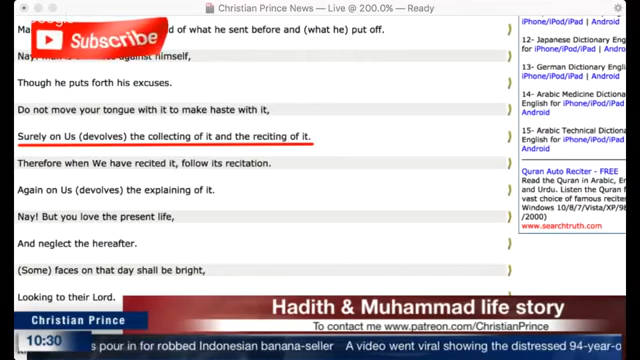 Christian Prince News — Live @ 200.0% — Ready
d of what he sent before and (what he) put off.
Subscribe
against himself,
Though he puts forth his excuses.
Do not move your tongue with it to make haste with it,
Surely on Us (devolves) the collecting of it and the reciting of it.
Therefore when We have recited it, follow its recitation.
Again on Us (devolves) the explaining of it.
Nay! But you love the present life,
And neglect the hereafter.
(Some) faces on that day shall be bright,
Looking to their Lord.
iPhone/iPod/iPad | Android
12- Japanese Dictionary Eng
for iPhone/iPod/iPad | And
13- German Dictionary Engl
for iPhone/iPod/iPad | And
14- Arabic Medicine Dictionar
English for iPhone/iPod/iPad |
Android
15- Arabic Technical Dictiona
English for iPhone/iPod/iPad |
Android
Quran Auto Reciter - FREE
Read the Quran in Arabic, En
and Urdu. Listen the Quran f
vast choice of famous reciter
Windows 10/8/7/Vista/XP/98
/2000)
www.searchtruth.com
Hadith & Muhammad life story
Christian Prince
To contact me www.patreon.com/ChristianPrince
10:30
s pour in for robbed Indonesian banana-seller
A video went viral showing the distressed 94-year-o